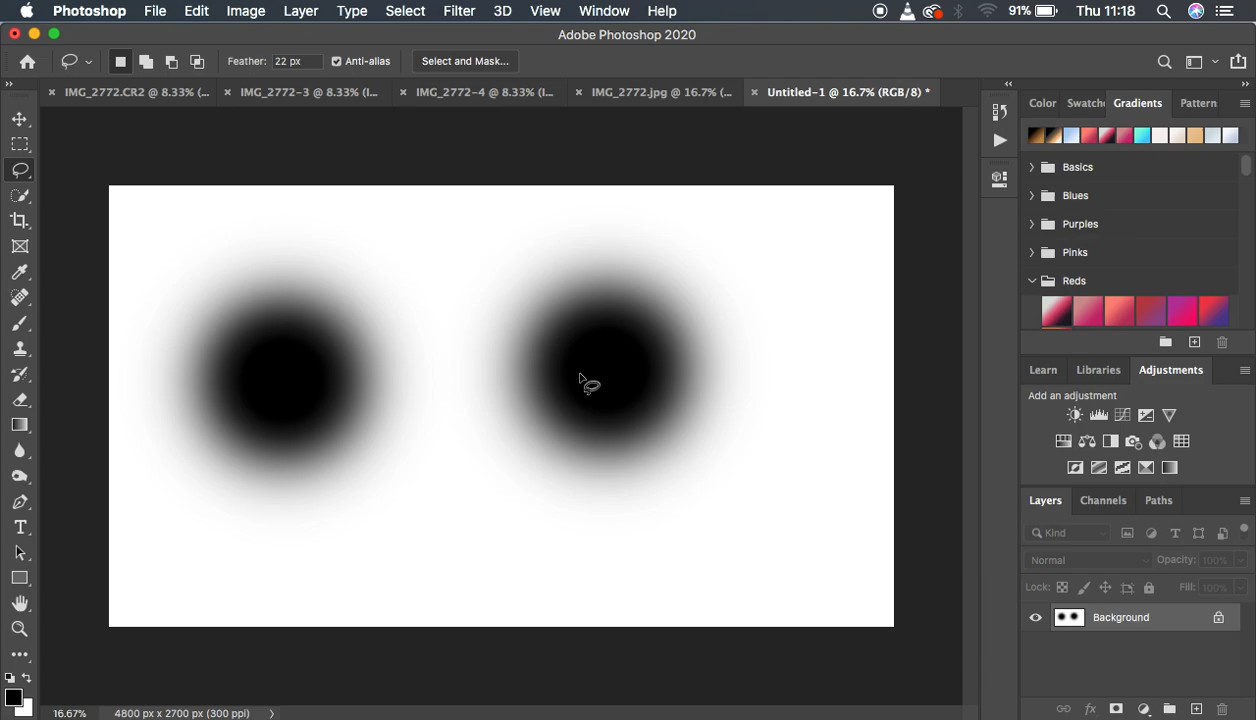 Photoshop File Edit Image Layer Type Select Filter 3D View Window Help 91% Thu 11:18
Adobe Photoshop 2020
Feather: 22 px Anti-alias Select and Mask...
IMG_2772.CR2 @ 8.33% (... IMG_2772-3 @ 8.33% (I... IMG_2772-4 @ 8.33% (I... IMG_2772.jpg @ 16.7% (... Untitled-1 @ 16.7% (RGB/8) *
Color Swatche Gradients Pattern
Basics
Blues
Purples
Pinks
Reds
Learn Libraries Adjustments
Add an adjustment
Layers Channels Paths
Kind
Normal Opacity: 100%
Lock: Fill: 100%
Background
16.67% 4800 px x 2700 px (300 ppi)